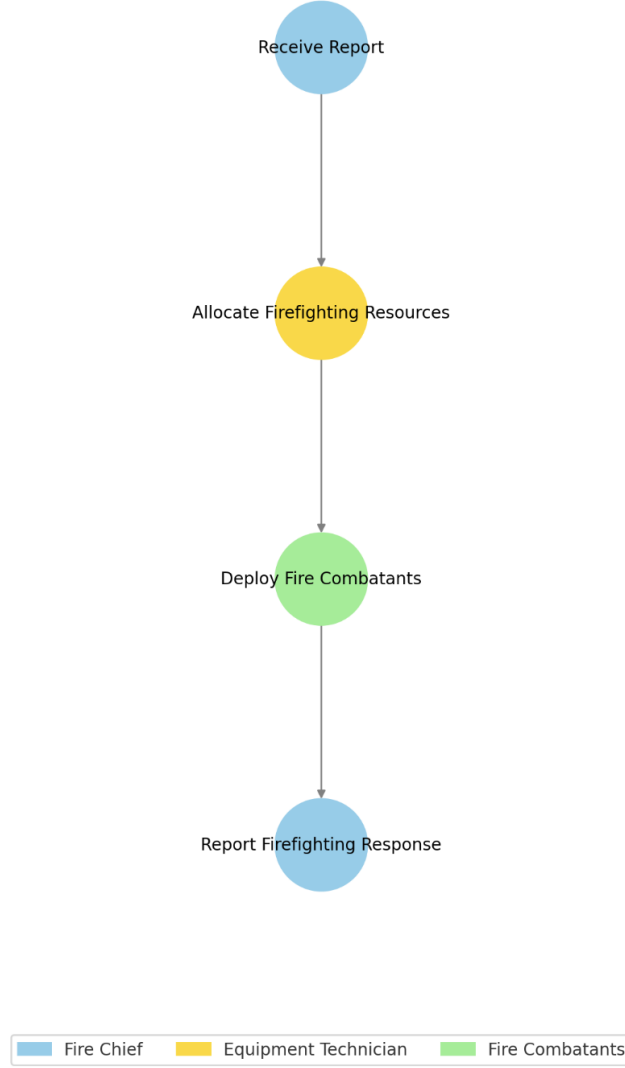 Receive Report
Allocate Firefighting Resources
Deploy Fire Combatants
Report Firefighting Response
Fire Chief Equipment Technician Fire Combatants